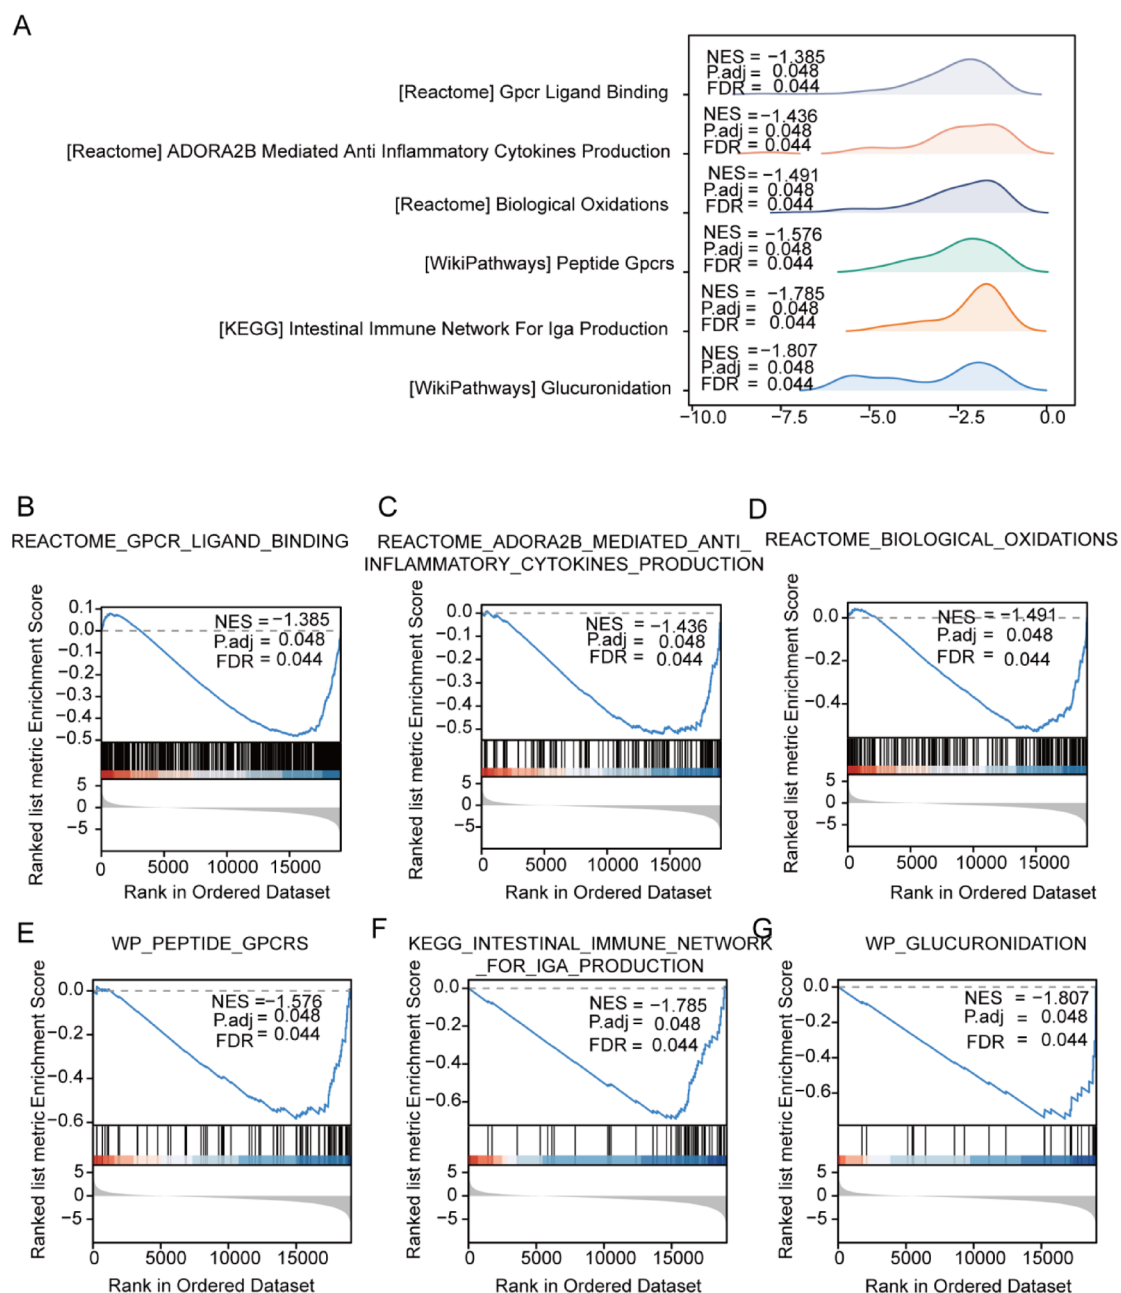 A
[Reactome] Gpcr Ligand Binding
NES = −1.385
P.adj = 0.048
FDR = 0.044
[Reactome] ADORA2B Mediated Anti Inflammatory Cytokines Production
NES = −1.436
P.adj = 0.048
FDR = 0.044
[Reactome] Biological Oxidations
NES = −1.491
P.adj = 0.048
FDR = 0.044
[WikiPathways] Peptide Gpcrs
NES = −1.576
P.adj = 0.048
FDR = 0.044
[KEGG] Intestinal Immune Network For Iga Production
NES = −1.785
P.adj = 0.048
FDR = 0.044
[WikiPathways] Glucuronidation
NES = −1.807
P.adj = 0.048
FDR = 0.044
−10.0 −7.5 −5.0 −2.5 0.0
B
REACTOME_GPCR_LIGAND_BINDING
Ranked list metric Enrichment Score
0.1
0.0
−0.1
−0.2
−0.3
−0.4
−0.5
NES = −1.385
P.adj = 0.048
FDR = 0.044
5
0
−5
0 5000 10000 15000
Rank in Ordered Dataset
C
REACTOME_ADORA2B_MEDIATED_ANTI_
INFLAMMATORY_CYTOKINES_PRODUCTION
Ranked list metric Enrichment Score
0.0
−0.1
−0.2
−0.3
−0.4
−0.5
NES = −1.436
P.adj = 0.048
FDR = 0.044
5
0
−5
0 5000 10000 15000
Rank in Ordered Dataset
D
REACTOME_BIOLOGICAL_OXIDATIONS
Ranked list metric Enrichment Score
0.0
−0.2
−0.4
NES = −1.491
P.adj = 0.048
FDR = 0.044
5
0
−5
0 5000 10000 15000
Rank in Ordered Dataset
E
WP_PEPTIDE_GPCRS
Ranked list metric Enrichment Score
0.0
−0.2
−0.4
−0.6
NES = −1.576
P.adj = 0.048
FDR = 0.044
5
0
−5
0 5000 10000 15000
Rank in Ordered Dataset
F
KEGG_INTESTINAL_IMMUNE_NETWORK
_FOR_IGA_PRODUCTION
Ranked list metric Enrichment Score
0.0
−0.2
−0.4
−0.6
NES = −1.785
P.adj = 0.048
FDR = 0.044
5
0
−5
0 5000 10000 15000
Rank in Ordered Dataset
G
WP_GLUCURONIDATION
Ranked list metric Enrichment Score
0.0
−0.2
−0.4
−0.6
NES = −1.807
P.adj = 0.048
FDR = 0.044
5
0
−5
0 5000 10000 15000
Rank in Ordered Dataset